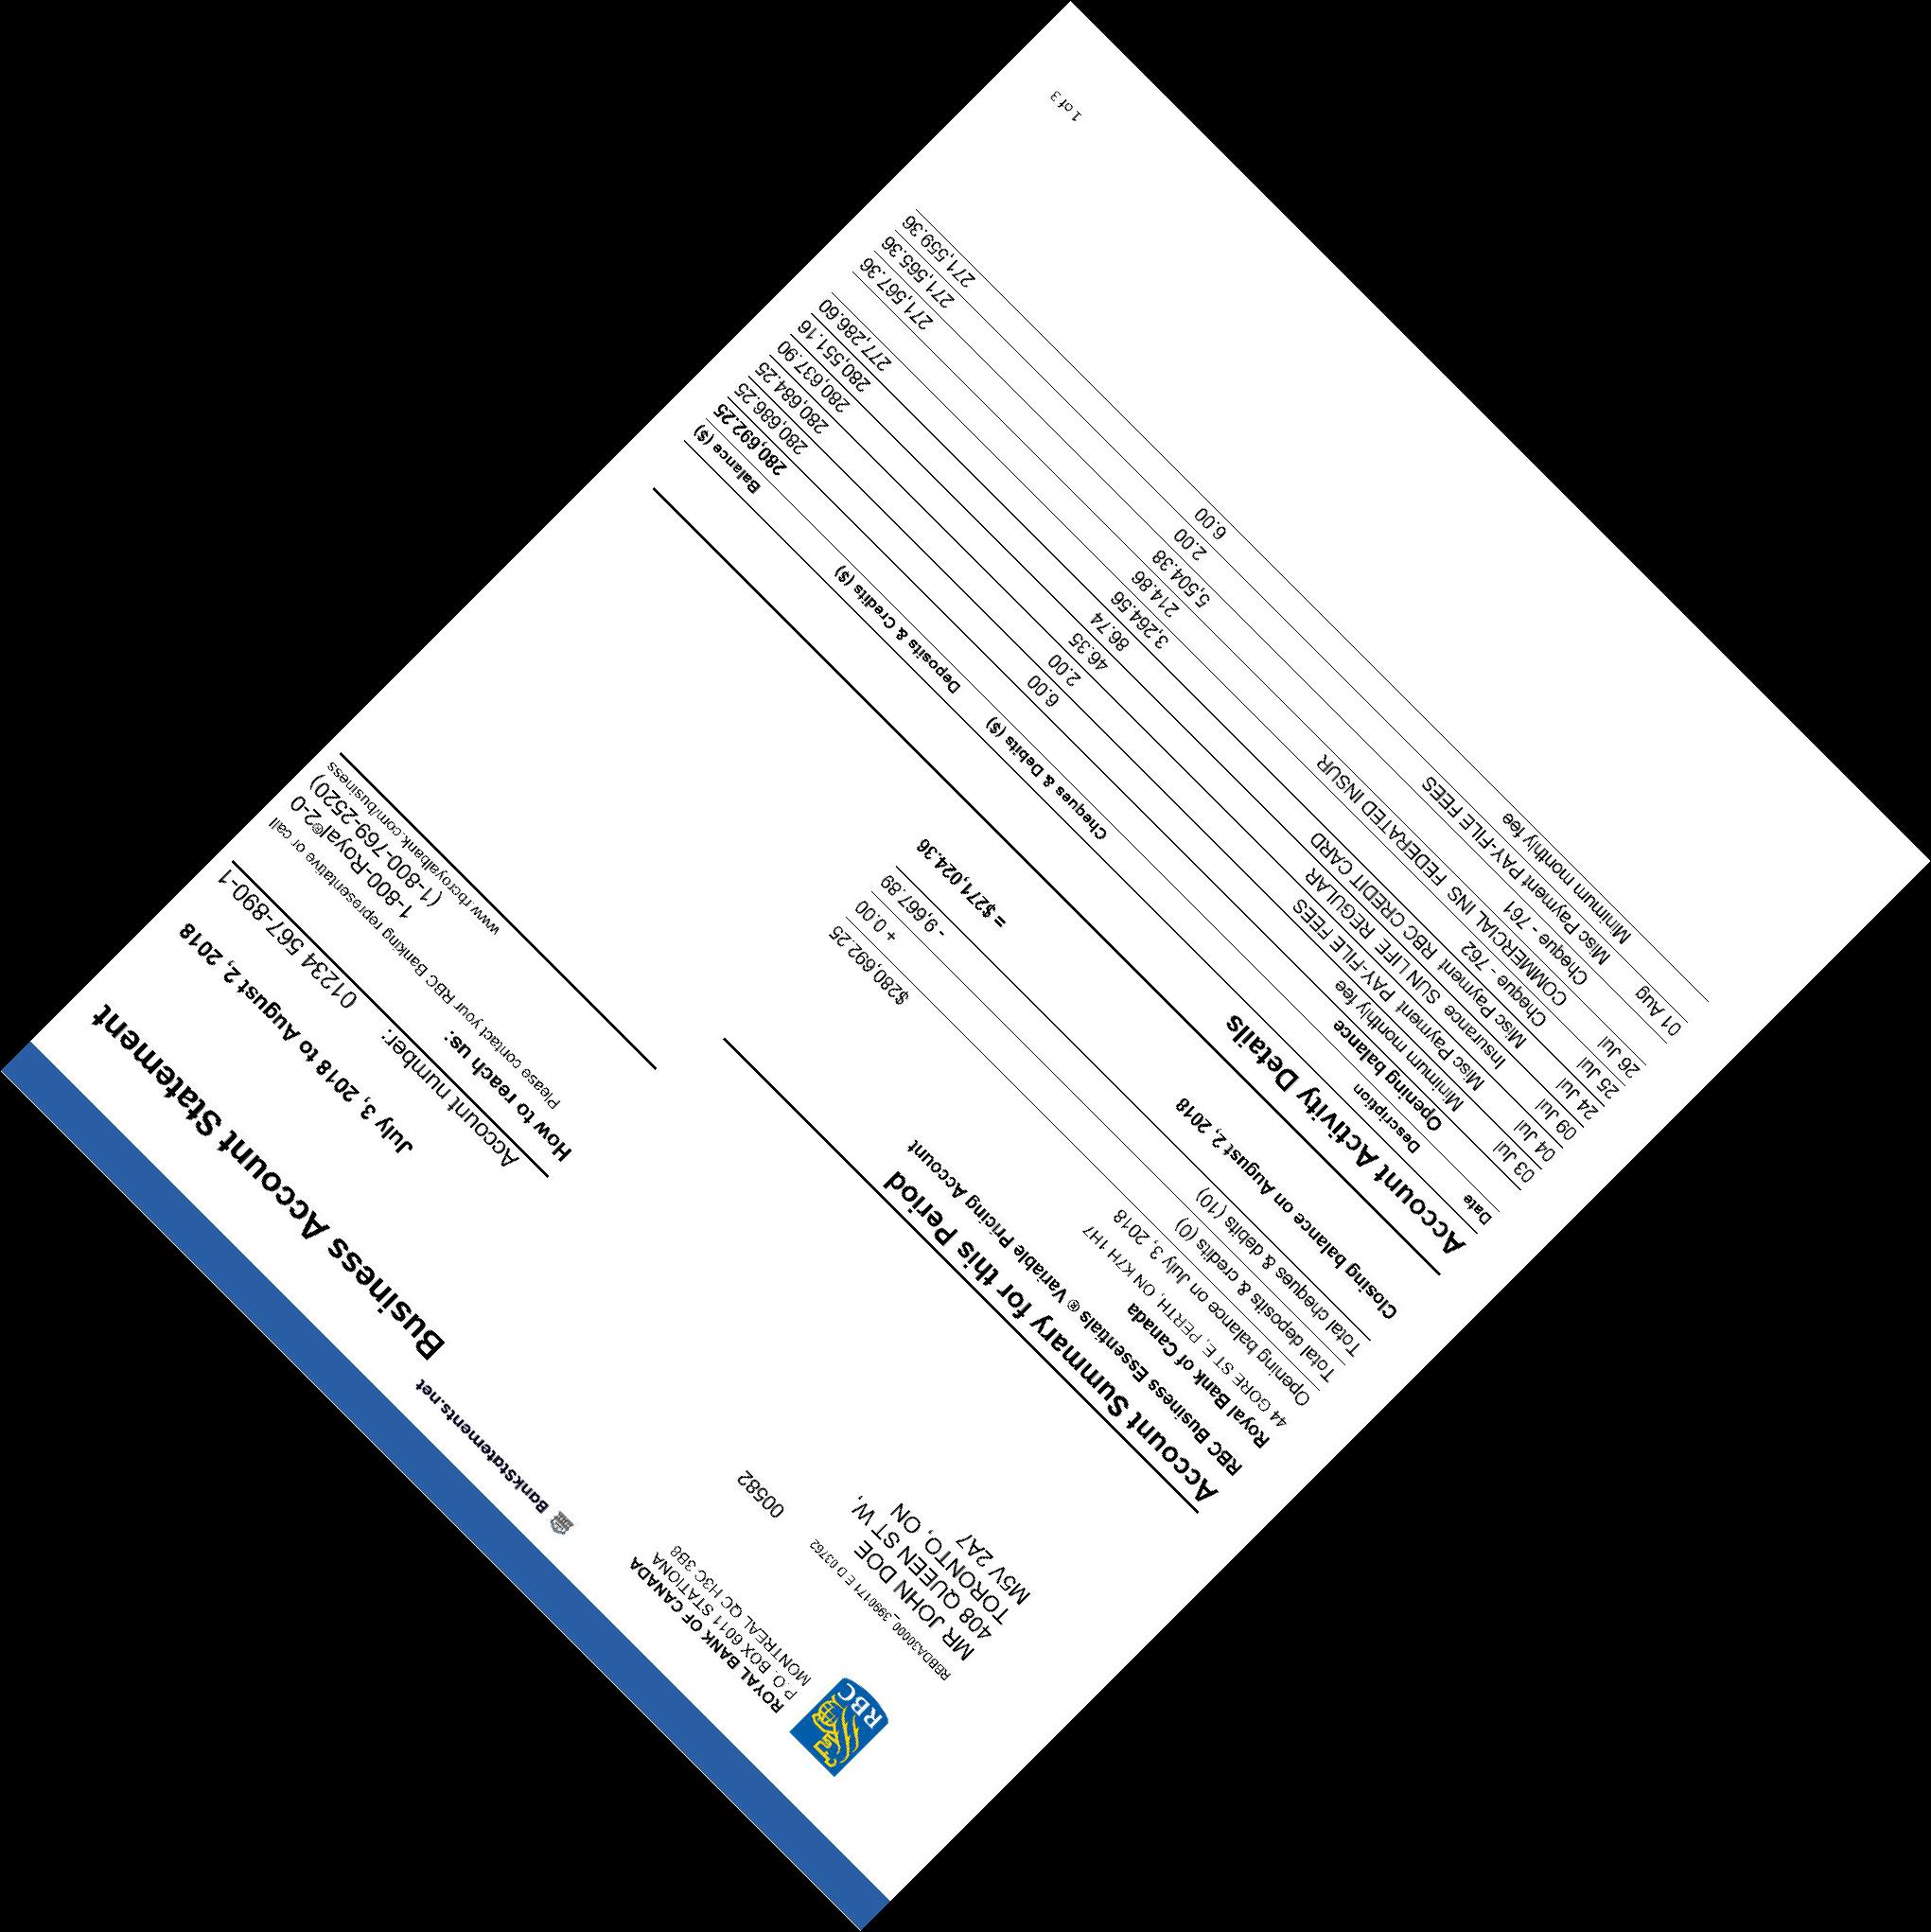 ROYAL BANK OF CANADA
P.O. BOX 6011 STATIONA
MONTREAL QC H3C 3B8
BankStatements.net
Business Account Statement
July 3, 2018 to August 2, 2018
RBBDA30000_3990171 E D 03762
MR JOHN DOE
408 QUEEN ST W,
TORONTO, ON
M5V 2A7
00582
Account number: 01234 567-890-1
How to reach us:
Please contact your RBC Banking representative or call
1-800-Royal®2-0
(1-800-769-2520)
www.rbcroyalbank.com/business
RBC
Account Summary for this Period
RBC Business Essentials ® Variable Pricing Account
Royal Bank of Canada
44 GORE ST E, PERTH, ON K7H 1H7
Opening balance on July 3, 2018 $280,692.25
Total deposits & credits (0) + 0.00
Total cheques & debits (10) - 9,667.89
Closing balance on August 2, 2018 = $271,024.36
Account Activity Details
Date Description Cheques & Debits ($) Deposits & Credits ($) Balance ($)
Opening balance 280,692.25
03 Jul Minimum monthly fee 6.00 280,686.25
04 Jul Misc Payment PAY-FILE FEES 2.00 280,684.25
09 Jul Insurance SUN LIFE REGULAR 46.35 280,637.90
24 Jul Misc Payment RBC CREDIT CARD 86.74 280,551.16
25 Jul Cheque - 762 3,264.56 277,286.60
26 Jul COMMERCIAL INS FEDERATED INSUR 214.86
Cheque - 761 5,504.38 271,567.36
01 Aug Misc Payment PAY-FILE FEES 2.00 271,565.36
Minimum monthly fee 6.00 271,559.36
1 of 3